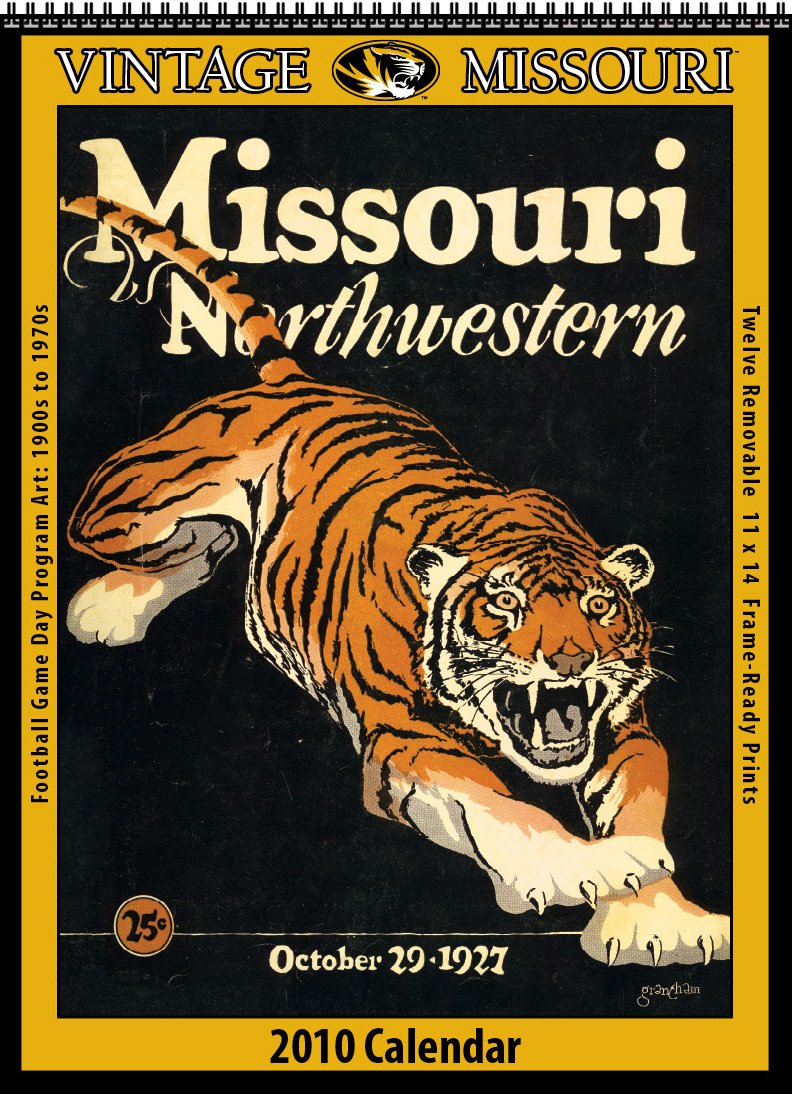 VINTAGE MISSOURI™
Missouri
vs
Northwestern
Football Game Day Program Art: 1900s to 1970s
Twelve Removable 11 x 14 Frame-Ready Prints
25¢
October 29·1927
grantham
2010 Calendar